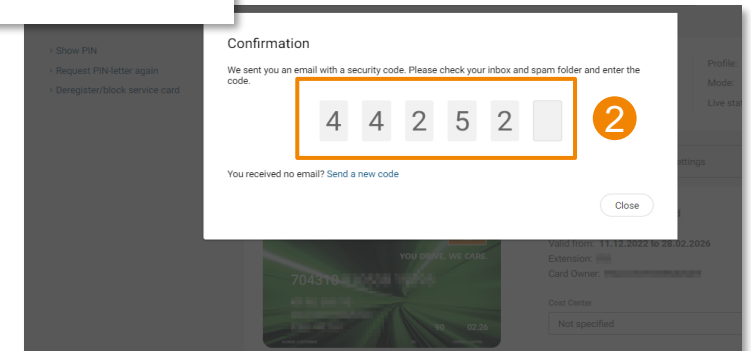 Show PIN
Request PIN-letter again
Deregister/block service card
Confirmation
We sent you an email with a security code. Please check your inbox and spam folder and enter the
code.
4 4 2 5 2
2
You received no email? Send a new code
Close
Profile:
Mode:
Live
Valid from: 11.12.2022 to 28.02.2026
Extension:
Card Owner:
Cost Center
Not specified
YOU DRIVE. WE CARE.
704310
02/26